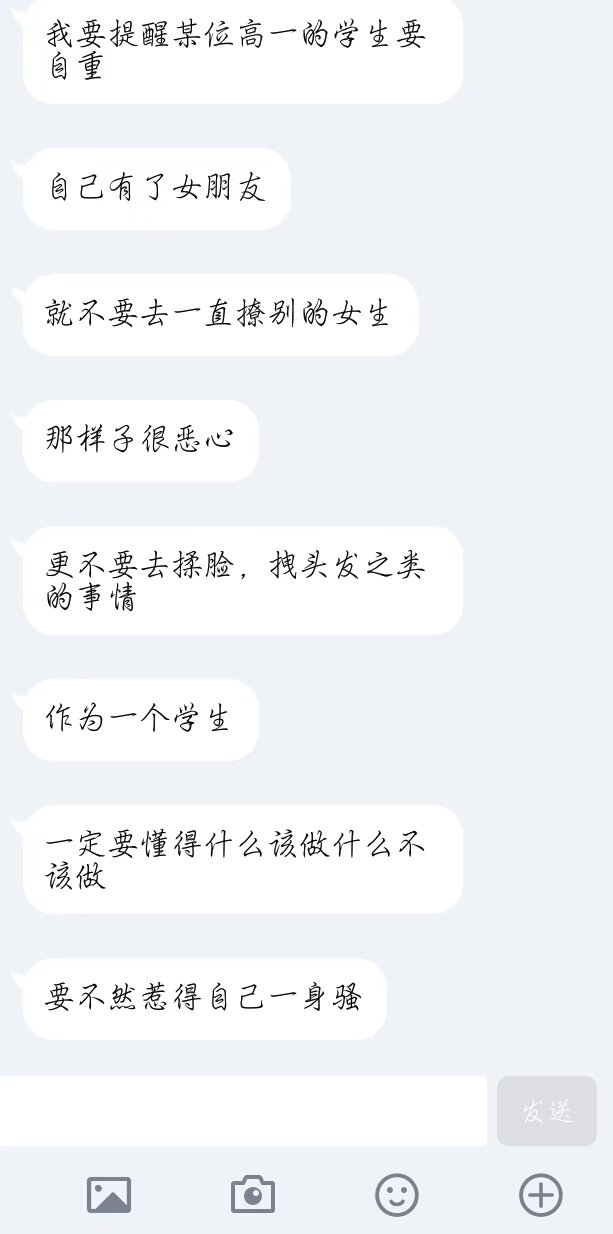 我要提醒某位高一的学生要
自重
自己有了女朋友
就不要去一直撩别的女生
那样子很恶心
更不要去揉脸，拽头发之类
的事情
作为一个学生
一定要懂得什么该做什么不
该做
要不然惹得自己一身骚
发送